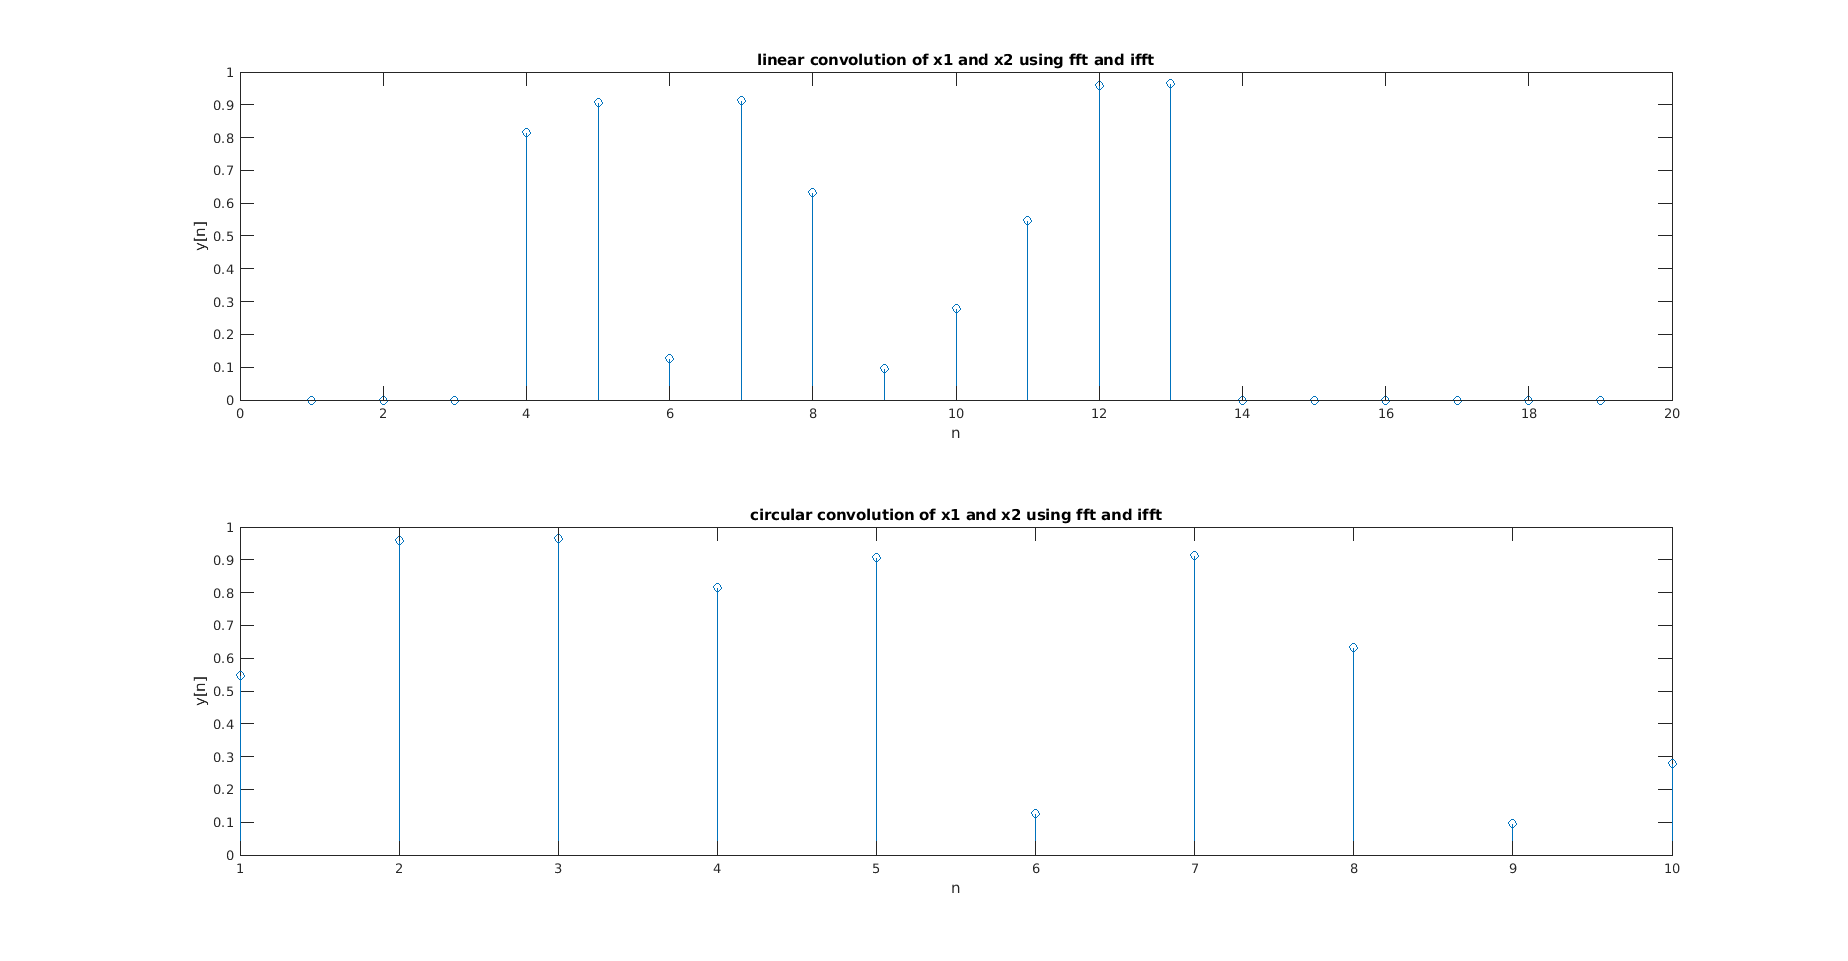 linear convolution of x1 and x2 using fft and ifft
1
0.9
0.8
0.7
0.6
0.5
0.4
0.3
0.2
0.1
0
y[n]
0 2 4 6 8 10 12 14 16 18 20
n
circular convolution of x1 and x2 using fft and ifft
1
0.9
0.8
0.7
0.6
0.5
0.4
0.3
0.2
0.1
0
y[n]
1 2 3 4 5 6 7 8 9 10
n